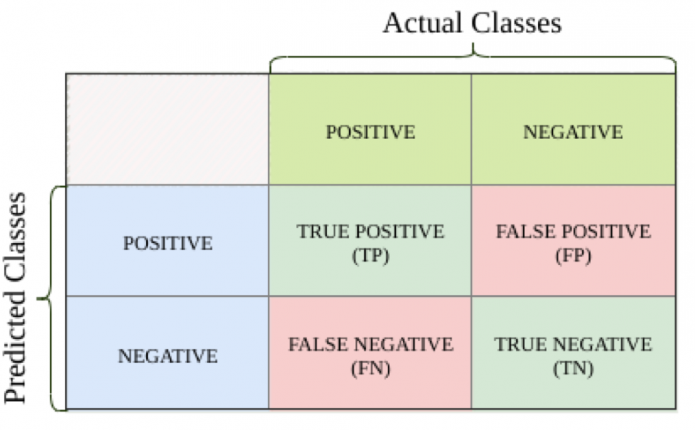 Actual Classes
POSITIVE
NEGATIVE
Predicted Classes
POSITIVE
TRUE POSITIVE
(TP)
FALSE POSITIVE
(FP)
NEGATIVE
FALSE NEGATIVE
(FN)
TRUE NEGATIVE
(TN)